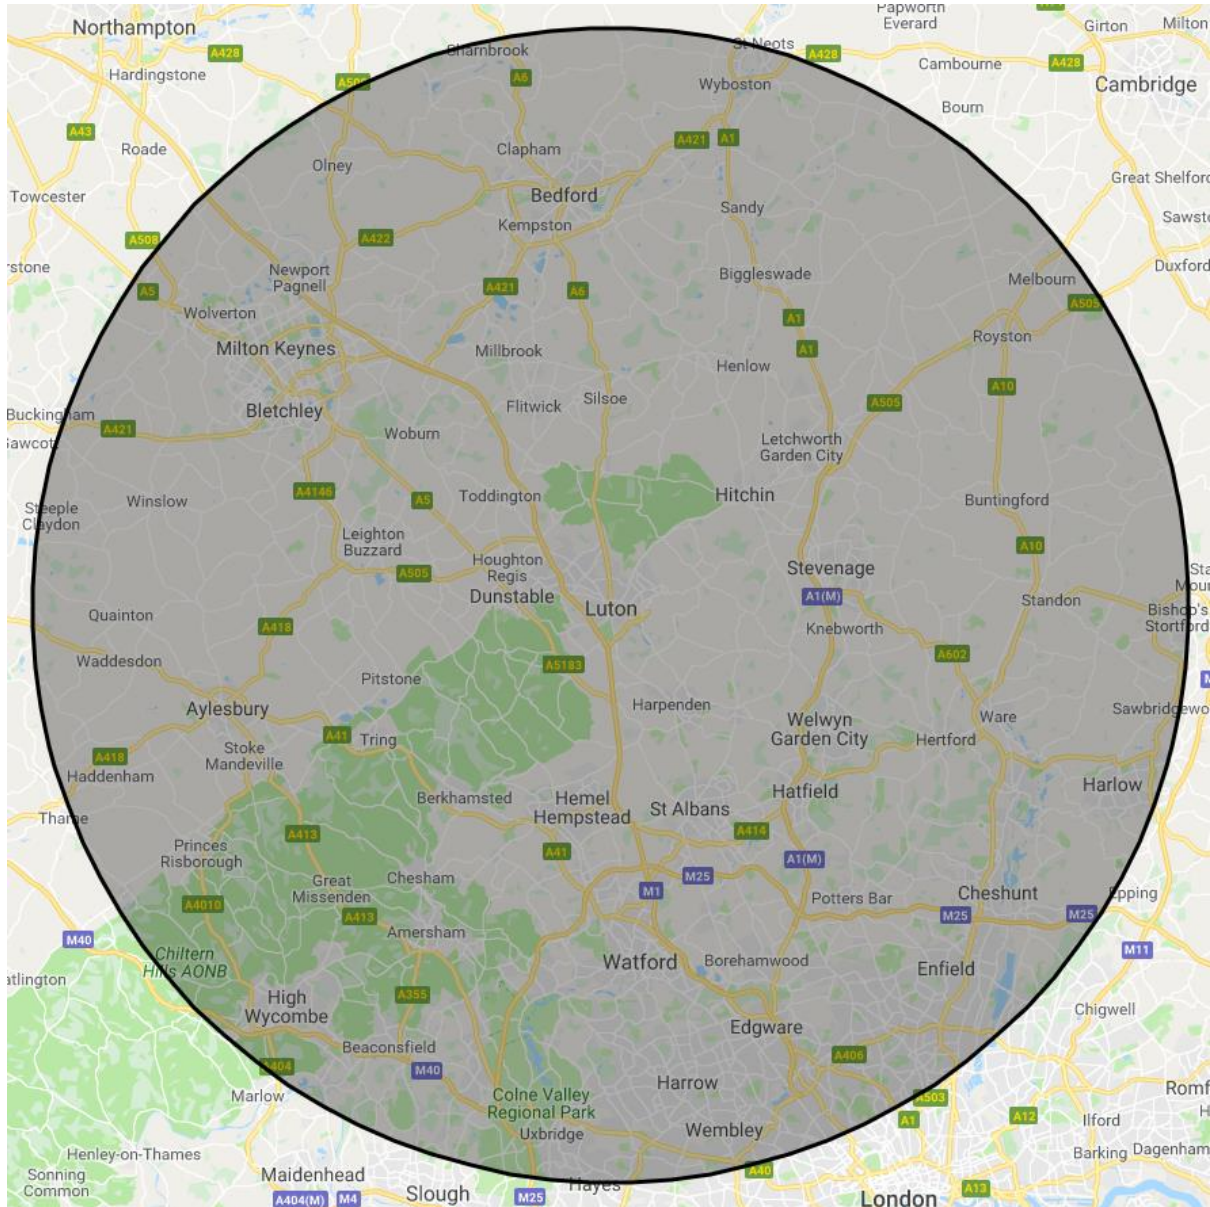 Northampton
Papworth
Everard
Girton
Milton
A428
Sharnbrook
St Neots
A428
Hardingstone
A6
Cambourne
A428
Wyboston
Cambridge
Bourn
A43
A421
A1
Roade
Clapham
Olney
Great Shelford
Towcester
Bedford
Sandy
Kempston
A508
A422
Newport
Pagnell
Biggleswade
Melbourn
Duxford
A5
A421
A6
A505
Wolverton
A1
Milton Keynes
Millbrook
A1
Royston
Henlow
A10
Bletchley
Flitwick
Silsoe
A505
Buckingham
A421
Woburn
Letchworth
Garden City
A4146
A5
Toddington
Hitchin
Buntingford
Winslow
Steeple
Claydon
Leighton
Buzzard
A10
Houghton
Regis
A505
Stevenage
Dunstable
Luton
A1(M)
Standon
Bishop's
Stortford
Quainton
A418
Knebworth
Waddesdon
A5183
A602
Pitstone
Aylesbury
Harpenden
Welwyn
Garden City
Ware
A41
Tring
Hertford
Stoke
Mandeville
A418
Haddenham
Harlow
Berkhamsted
Hemel
Hempstead
St Albans
Hatfield
Thame
A413
A414
Princes
Risborough
A41
A1(M)
Great
Missenden
Chesham
M25
M1
Potters Bar
Cheshunt
Epping
A4010
A413
M25
M25
Amersham
M40
M11
Chiltern
Hills AONB
Watford
Borehamwood
Enfield
High
Wycombe
A355
Chigwell
Edgware
Beaconsfield
A406
A404
M40
Harrow
Marlow
Colne Valley
Regional Park
A503
A1
A12
Ilford
Uxbridge
Wembley
Henley-on-Thames
Barking
Dagenham
Maidenhead
Sonning
Common
A40
Hayes
Slough
M25
A404(M)
M4
London
A13